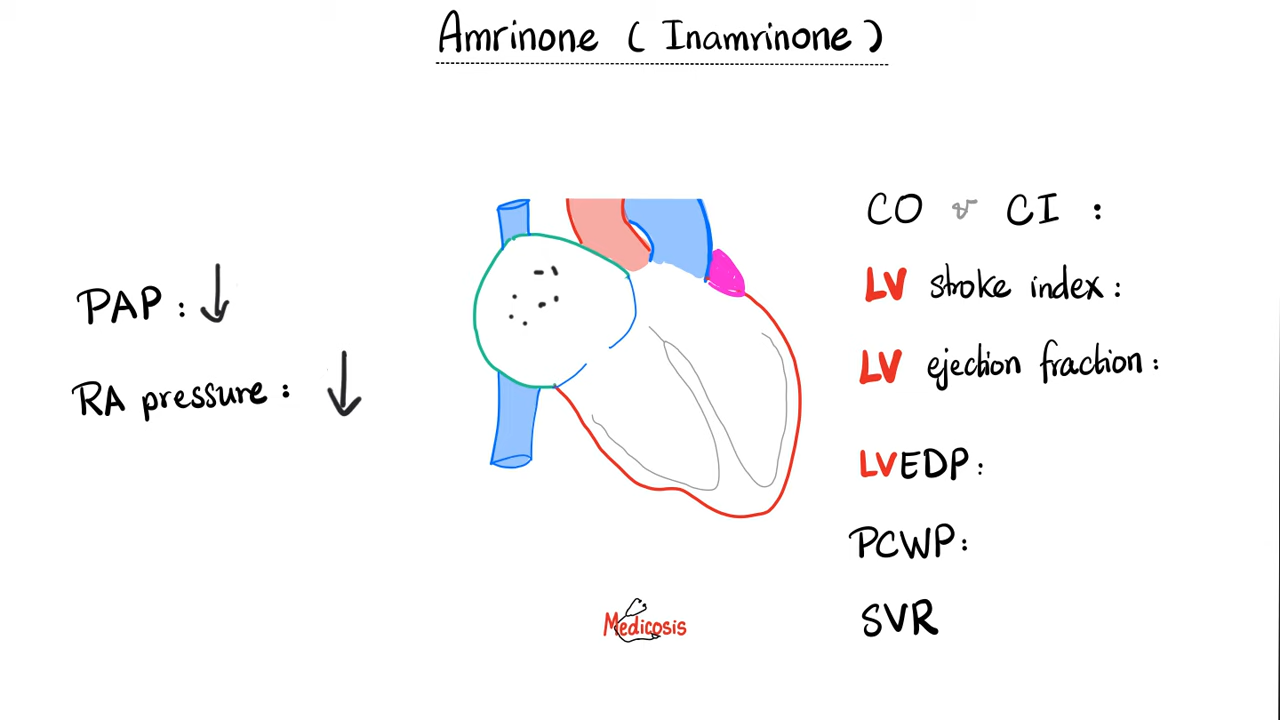 Amrinone (Inamrinone)
PAP: ↓
RA pressure: ↓
CO & CI :
LV stroke index:
LV ejection fraction:
LVEDP:
PCWP:
SVR
Medicosis